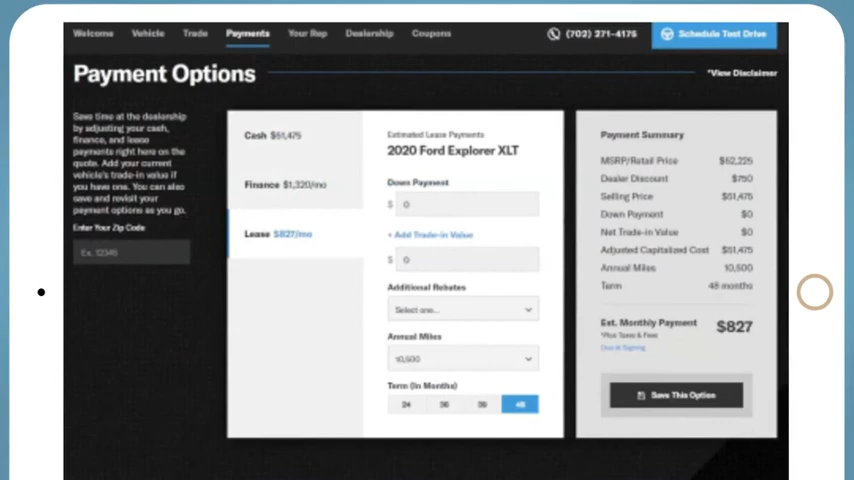 Welcome Vehicle Trade Payments Your Rep Dealership Coupons (702) 271-4175 Schedule Test Drive
Payment Options
*View Disclaimer
Save time at the dealership
by adjusting your cash,
finance, and lease
payments right here on the
quote. Add your current
vehicle's trade-in value if
you have one. You can also
save and revisit your
payment options as you go.
Enter Your Zip Code
Ex. 12345
Cash $51,475
Finance $1,320/mo
Lease $827/mo
Estimated Lease Payments
2020 Ford Explorer XLT
Down Payment
$ 0
+ Add Trade-in Value
$ 0
Additional Rebates
Select one...
Annual Miles
10,500
Term (In Months)
24 36 39 48
Payment Summary
MSRP/Retail Price $52,225
Dealer Discount $750
Selling Price $51,475
Down Payment $0
Net Trade-in Value $0
Adjusted Capitalized Cost $51,475
Annual Miles 10,500
Term 48 months
Est. Monthly Payment $827
*Plus Taxes & Fees
Due at Signing
Save This Option